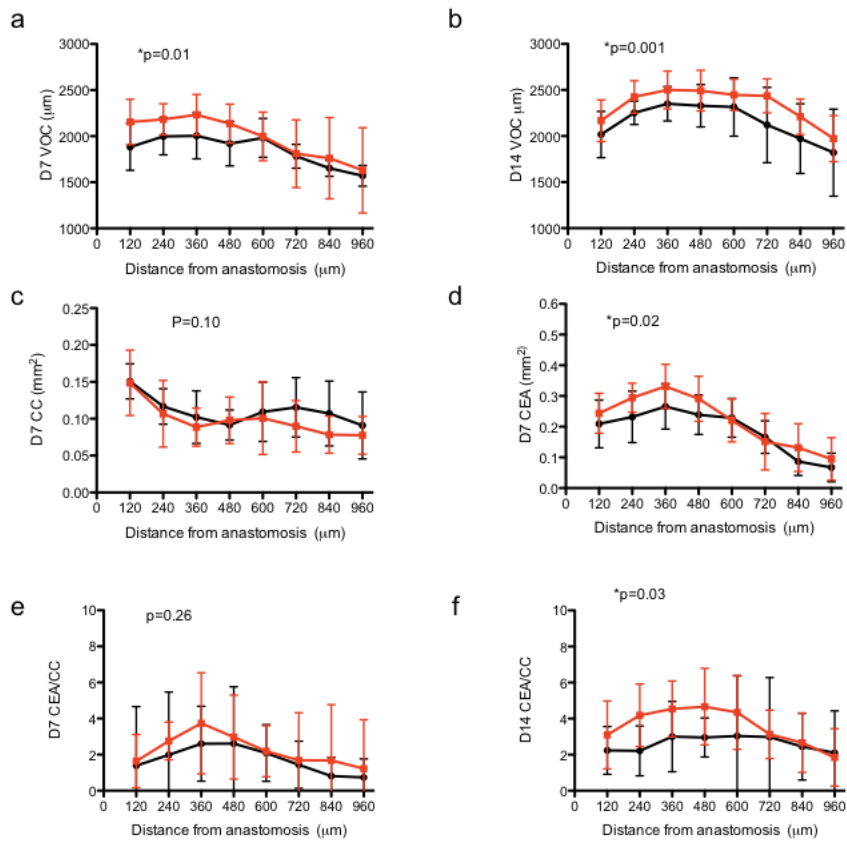 a
*p=0.01
3000
2500
2000
1500
1000
D7 VOC (μm)
0 120 240 360 480 600 720 840 960
Distance from anastomosis (μm)
b
*p=0.001
3000
2500
2000
1500
1000
D14 VOC μm)
0 120 240 360 480 600 720 840 960
Distance from anastomosis (μm)
c
P=0.10
0.25
0.20
0.15
0.10
0.05
0.00
D7 CC (mm²)
0 120 240 360 480 600 720 840 960
Distance from anastomosis (μm)
d
*p=0.02
0.6
0.5
0.4
0.3
0.2
0.1
0.0
D7 CEA (mm²)
0 120 240 360 480 600 720 840 960
Distance from anastomosis (μm)
e
p=0.26
10
8
6
4
2
0
D7 CEA/CC
0 120 240 360 480 600 720 840 960
Distance from anastomosis (μm)
f
*p=0.03
10
8
6
4
2
0
D14 CEA/CC
0 120 240 360 480 600 720 840 960
Distance from anastomosis (μm)